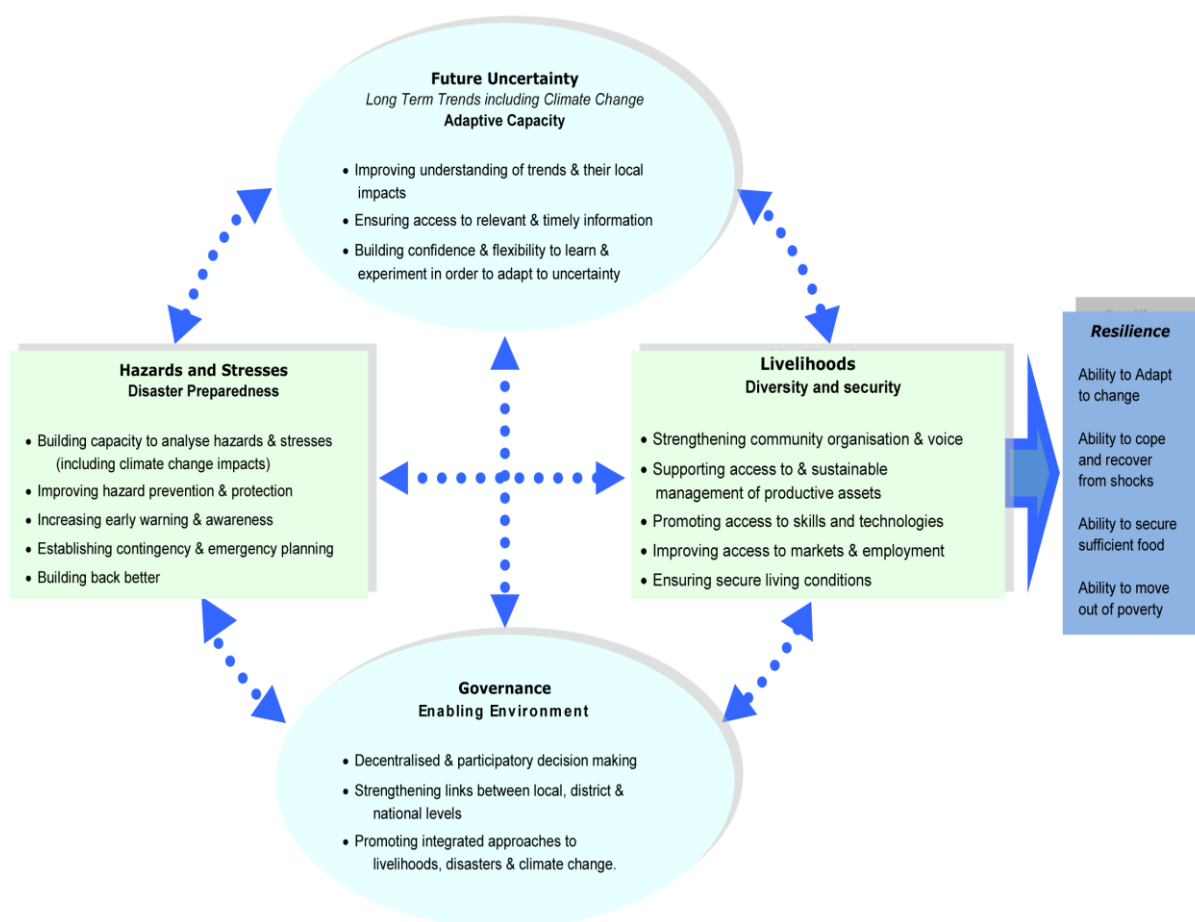 Future Uncertainty
Long Term Trends including Climate Change
Adaptive Capacity
• Improving understanding of trends & their local
impacts
• Ensuring access to relevant & timely information
• Building confidence & flexibility to learn &
experiment in order to adapt to uncertainty
Hazards and Stresses
Disaster Preparedness
• Building capacity to analyse hazards & stresses
(including climate change impacts)
• Improving hazard prevention & protection
• Increasing early warning & awareness
• Establishing contingency & emergency planning
• Building back better
Livelihoods
Diversity and security
• Strengthening community organisation & voice
• Supporting access to & sustainable
management of productive assets
• Promoting access to skills and technologies
• Improving access to markets & employment
• Ensuring secure living conditions
Resilience
Ability to Adapt
to change
Ability to cope
and recover
from shocks
Ability to secure
sufficient food
Ability to move
out of poverty
Governance
Enabling Environment
• Decentralised & participatory decision making
• Strengthening links between local, district &
national levels
• Promoting integrated approaches to
livelihoods, disasters & climate change.